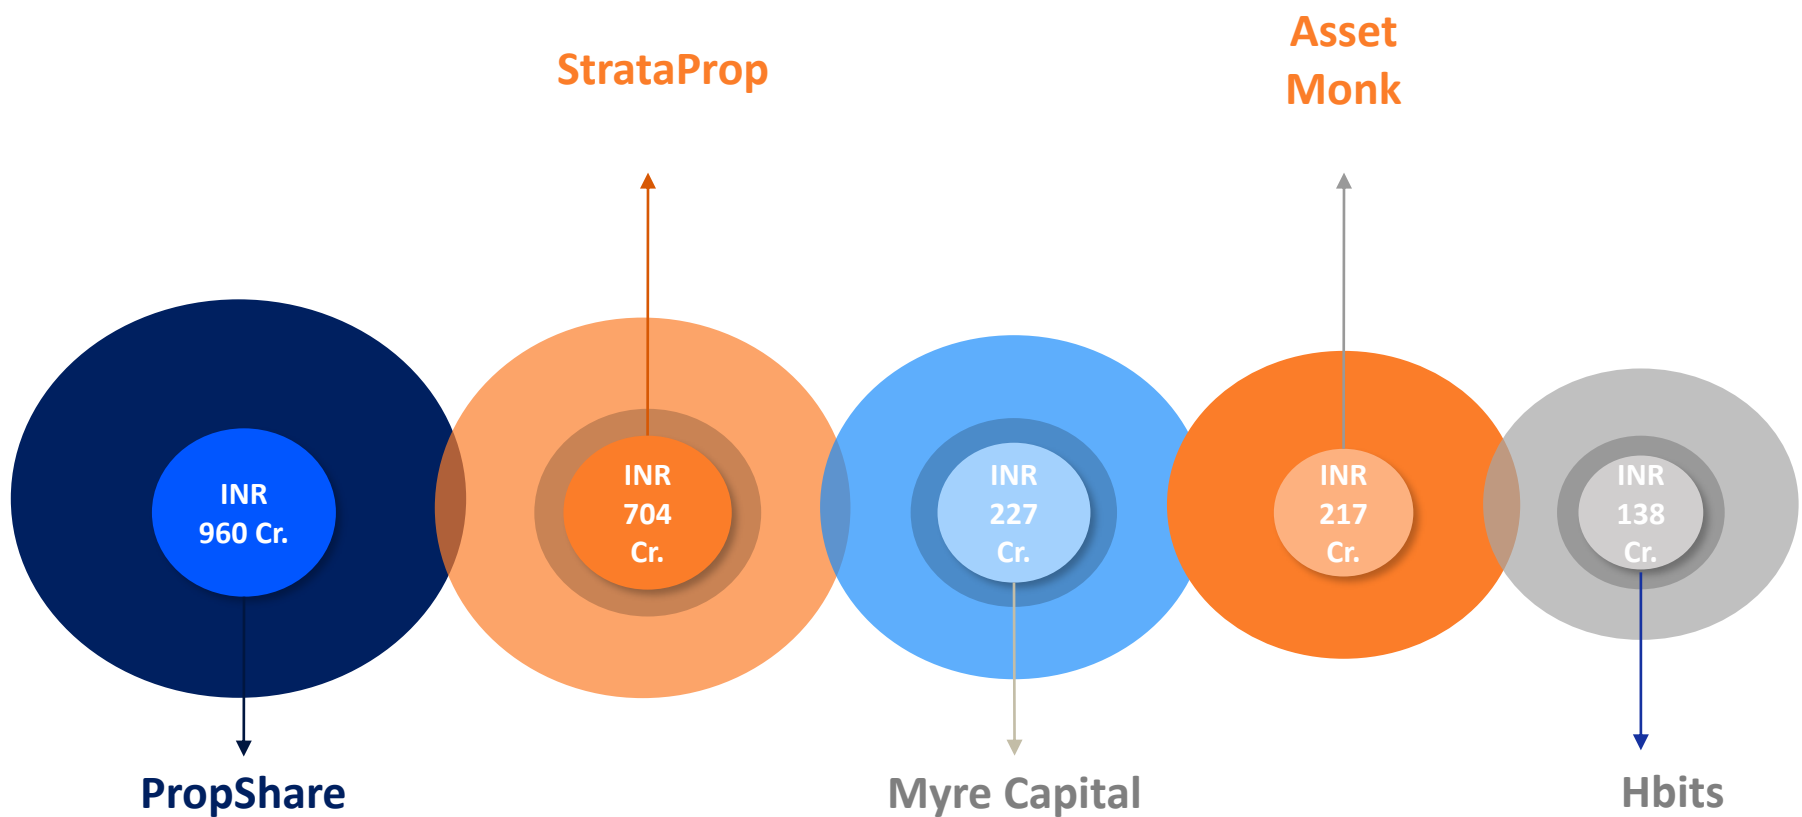 Asset
Monk
StrataProp
INR
960 Cr.
INR
704
Cr.
INR
227
Cr.
INR
217
Cr.
INR
138
Cr.
PropShare
Myre Capital
Hbits